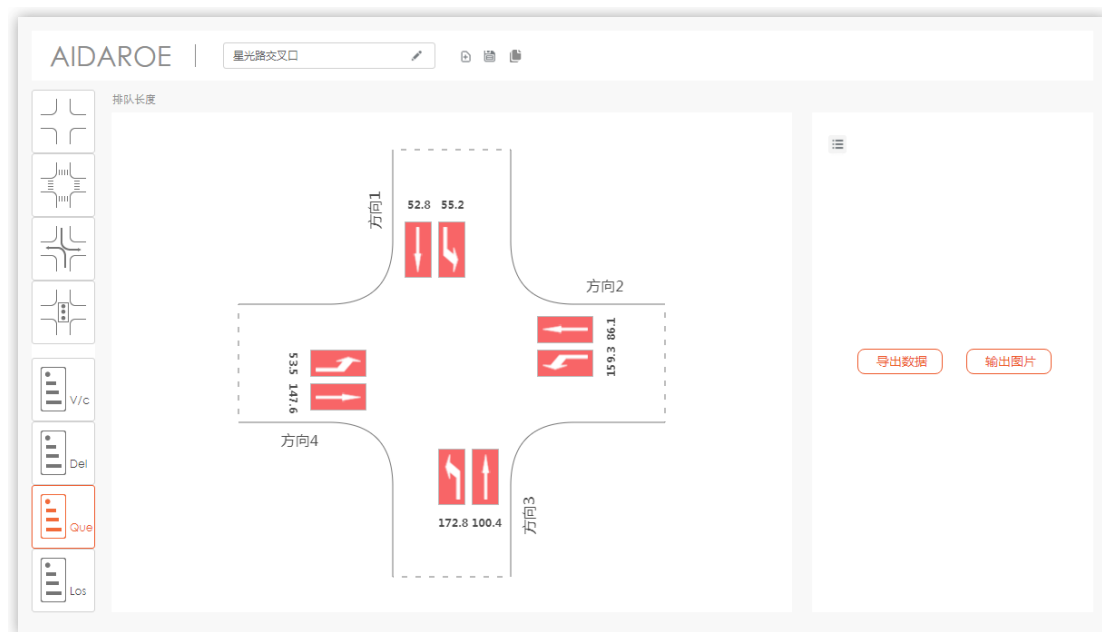 AIDAROE
星光路交叉口
排队长度
方向1
52.8 55.2
方向2
86.1
159.3
53.5
147.6
方向4
172.8 100.4
方向3
导出数据
输出图片
V/c
Del
Que
Los